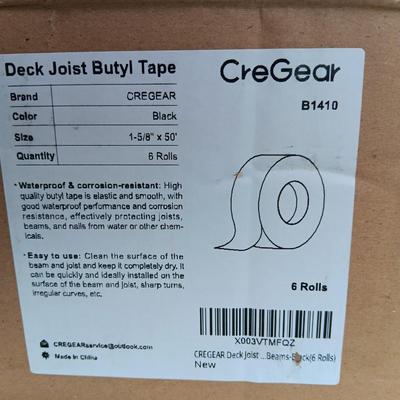 Deck Joist Butyl Tape
CreGear
Brand CREGEAR
B1410
Color Black
Size 1-5/8" x 50'
Quantity 6 Rolls
· Waterproof & corrosion-resistant: High
quality butyl tape is elastic and smooth, with
good waterproof performance and corrosion
resistance, effectively protecting joists,
beams, and nails from water or other chem-
icals.
· Easy to use: Clean the surface of the
beam and joist and keep it completely dry. It
can be quickly and ideally installed on the
surface of the beam and joist, sharp turns,
irregular curves, etc.
6 Rolls
X003VTMFQZ
CREGEAR Deck Joist ...Beams-Black(6 Rolls)
New
CREGEARservice@outlook.com
Made In China